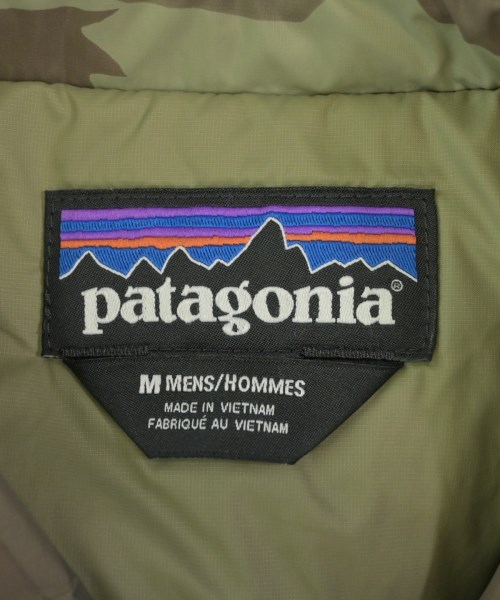 patagonia®
M MENS/HOMMES
MADE IN VIETNAM
FABRIQUÉ AU VIETNAM